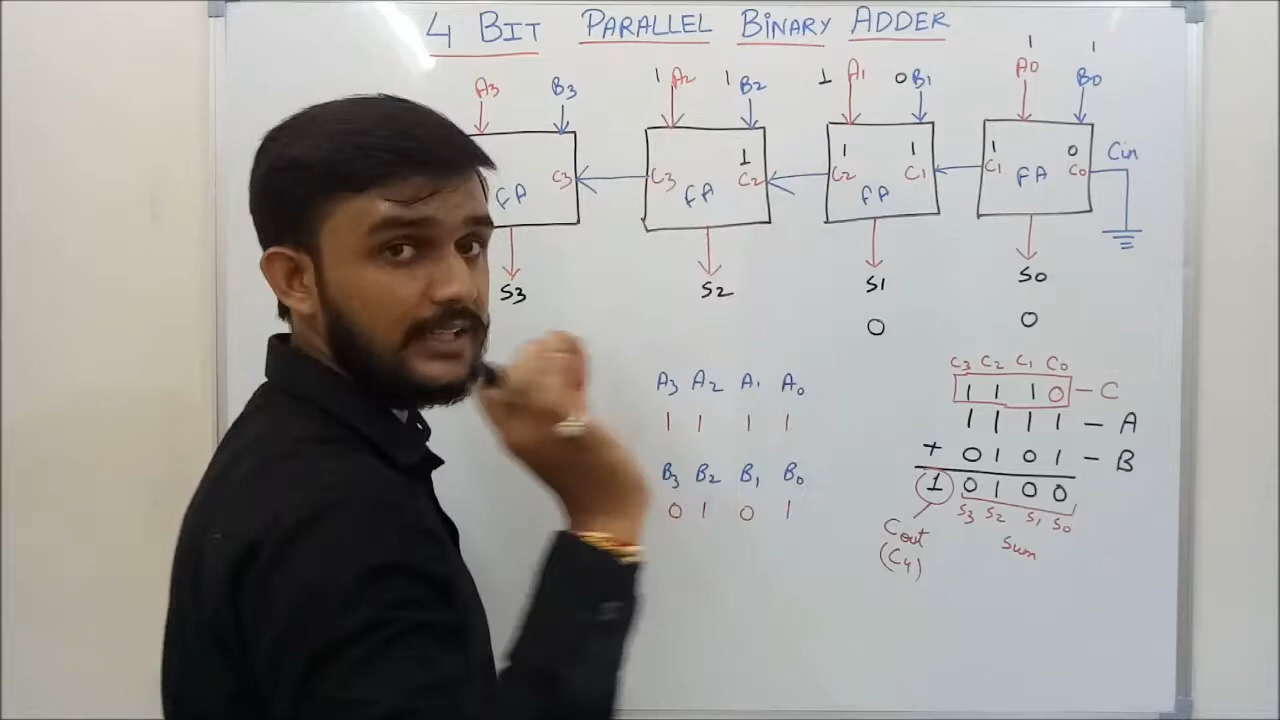 4 BIT PARALLEL BINARY ADDER
1 1
A3 B3 1 A2 1 B2 1 A1 0 B1 A0 B0
1 1 1 1 0 Cin
C3 C3 C2 C2 C1 C1 C0
FA FA FA FA
S3 S2 S1 S0
0 0
C3 C2 C1 C0
1 1 1 0 — C
A3 A2 A1 A0
1 1 1 1
1 1 1 1 — A
+ 0 1 0 1 — B
B3 B2 B1 B0
0 1 0 1
1 0 1 0 0
S3 S2 S1 S0
Cout Sum
(C4)